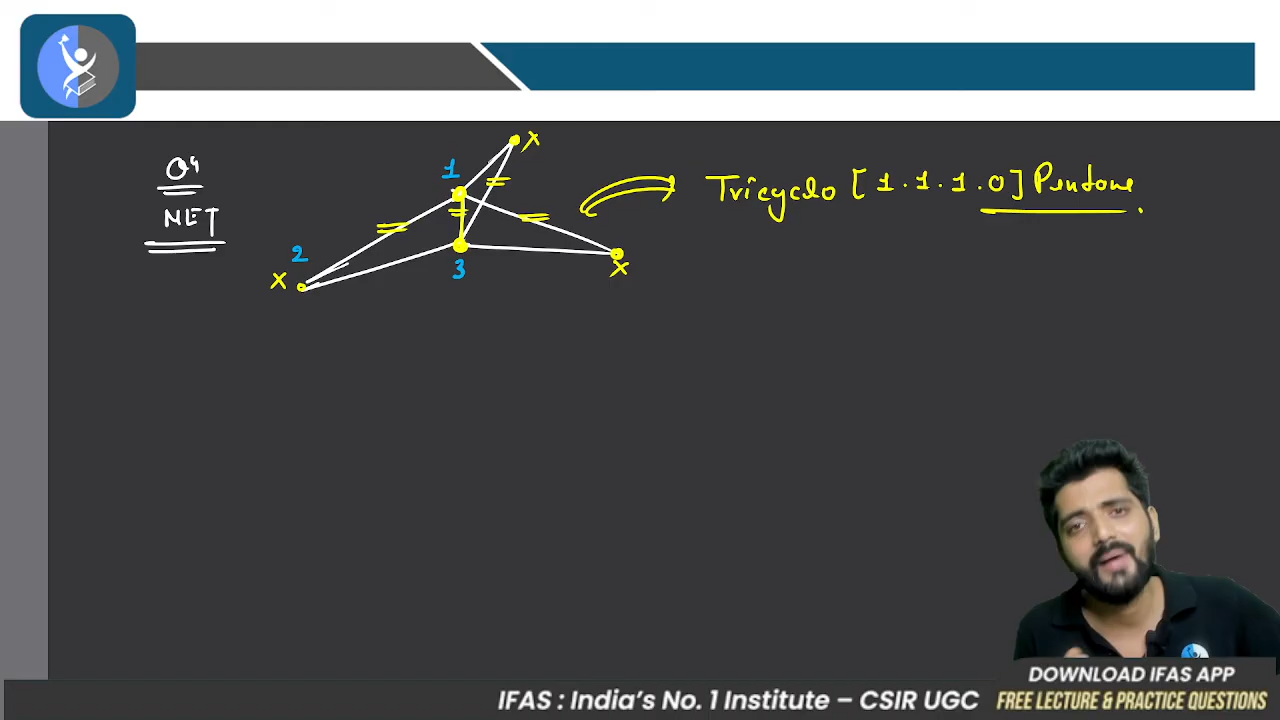 Q4
NET
1
X
2
X
3
X
Tricyclo [1.1.1.0] Pentane.
DOWNLOAD IFAS APP
IFAS : India's No. 1 Institute – CSIR UGC
FREE LECTURE & PRACTICE QUESTIONS